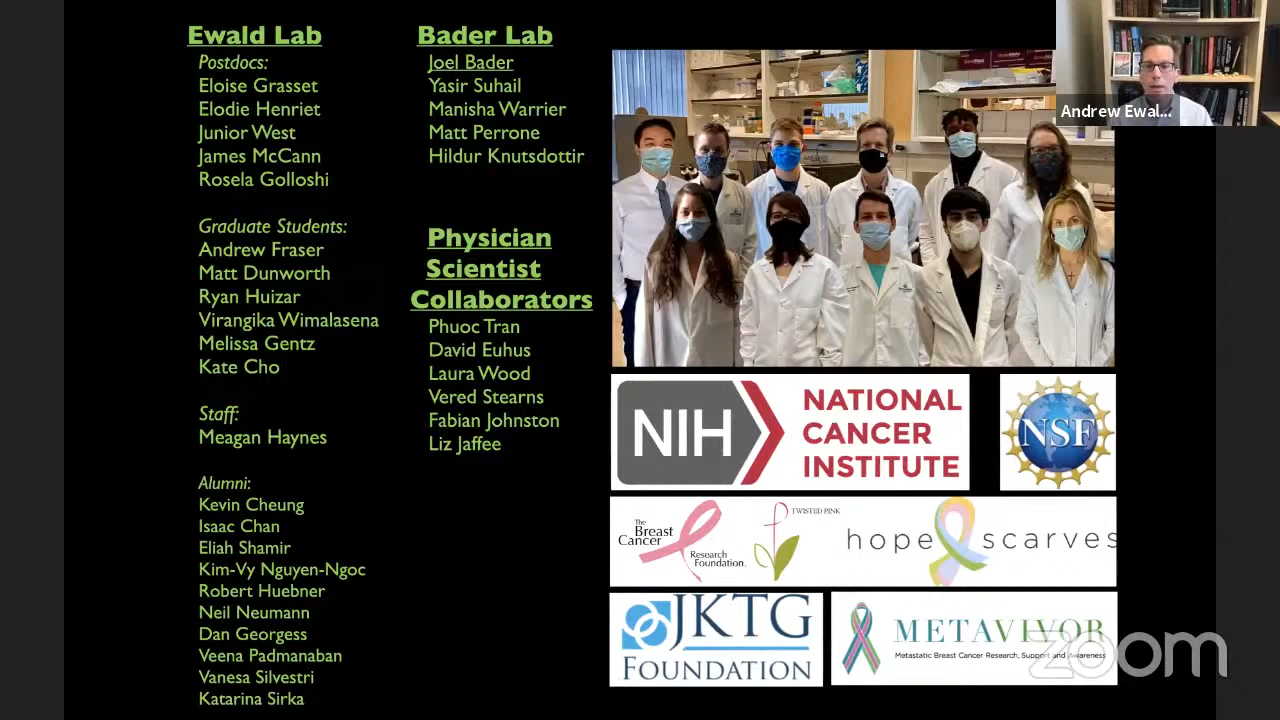 Ewald Lab
Postdocs:
Eloise Grasset
Elodie Henriet
Junior West
James McCann
Rosela Golloshi
Graduate Students:
Andrew Fraser
Matt Dunworth
Ryan Huizar
Virangika Wimalasena
Melissa Gentz
Kate Cho
Staff:
Meagan Haynes
Alumni:
Kevin Cheung
Isaac Chan
Eliah Shamir
Kim-Vy Nguyen-Ngoc
Robert Huebner
Neil Neumann
Dan Georgess
Veena Padmanaban
Vanesa Silvestri
Katarina Sirka
Bader Lab
Joel Bader
Yasir Suhail
Manisha Warrier
Matt Perrone
Hildur Knutsdottir
Physician
Scientist
Collaborators
Phuoc Tran
David Euhus
Laura Wood
Vered Stearns
Fabian Johnston
Liz Jaffee
Andrew Ewal...
NIH
NATIONAL
CANCER
INSTITUTE
NSF
The
Breast
Cancer
Research
Foundation.
TWISTED PINK
hope scarves
JKTG
FOUNDATION
METAVIVOR
Metastatic Breast Cancer Research, Support and Awareness
zoom